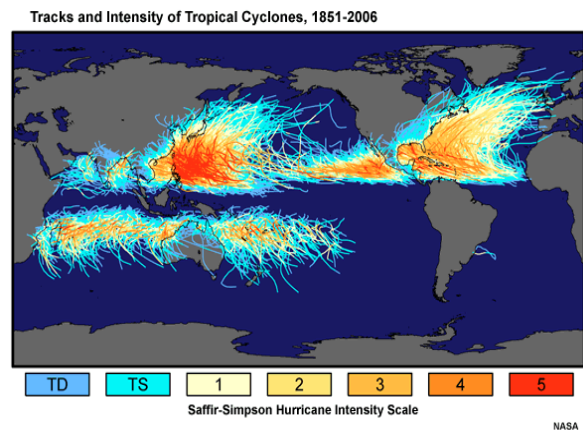 Tracks and Intensity of Tropical Cyclones, 1851-2006
TD TS 1 2 3 4 5
Saffir-Simpson Hurricane Intensity Scale
NASA